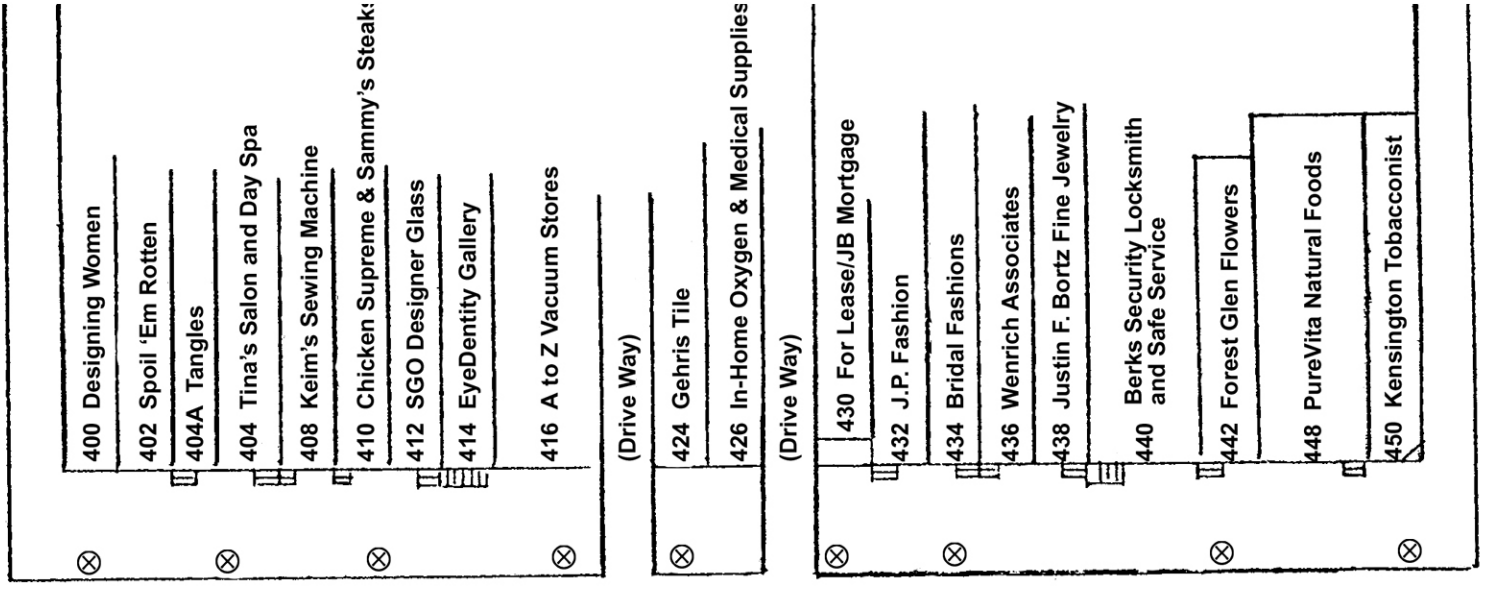 400 Designing Women
402 Spoil ‘Em Rotten
404A Tangles
404 Tina’s Salon and Day Spa
408 Keim’s Sewing Machine
410 Chicken Supreme & Sammy’s Steaks
412 SGO Designer Glass
414 EyeDentity Gallery
416 A to Z Vacuum Stores
(Drive Way)
424 Gehris Tile
426 In-Home Oxygen & Medical Supplies
(Drive Way)
430 For Lease/JB Mortgage
432 J.P. Fashion
434 Bridal Fashions
436 Wenrich Associates
438 Justin F. Bortz Fine Jewelry
440 Berks Security Locksmith
and Safe Service
442 Forest Glen Flowers
448 PureVita Natural Foods
450 Kensington Tobacconist